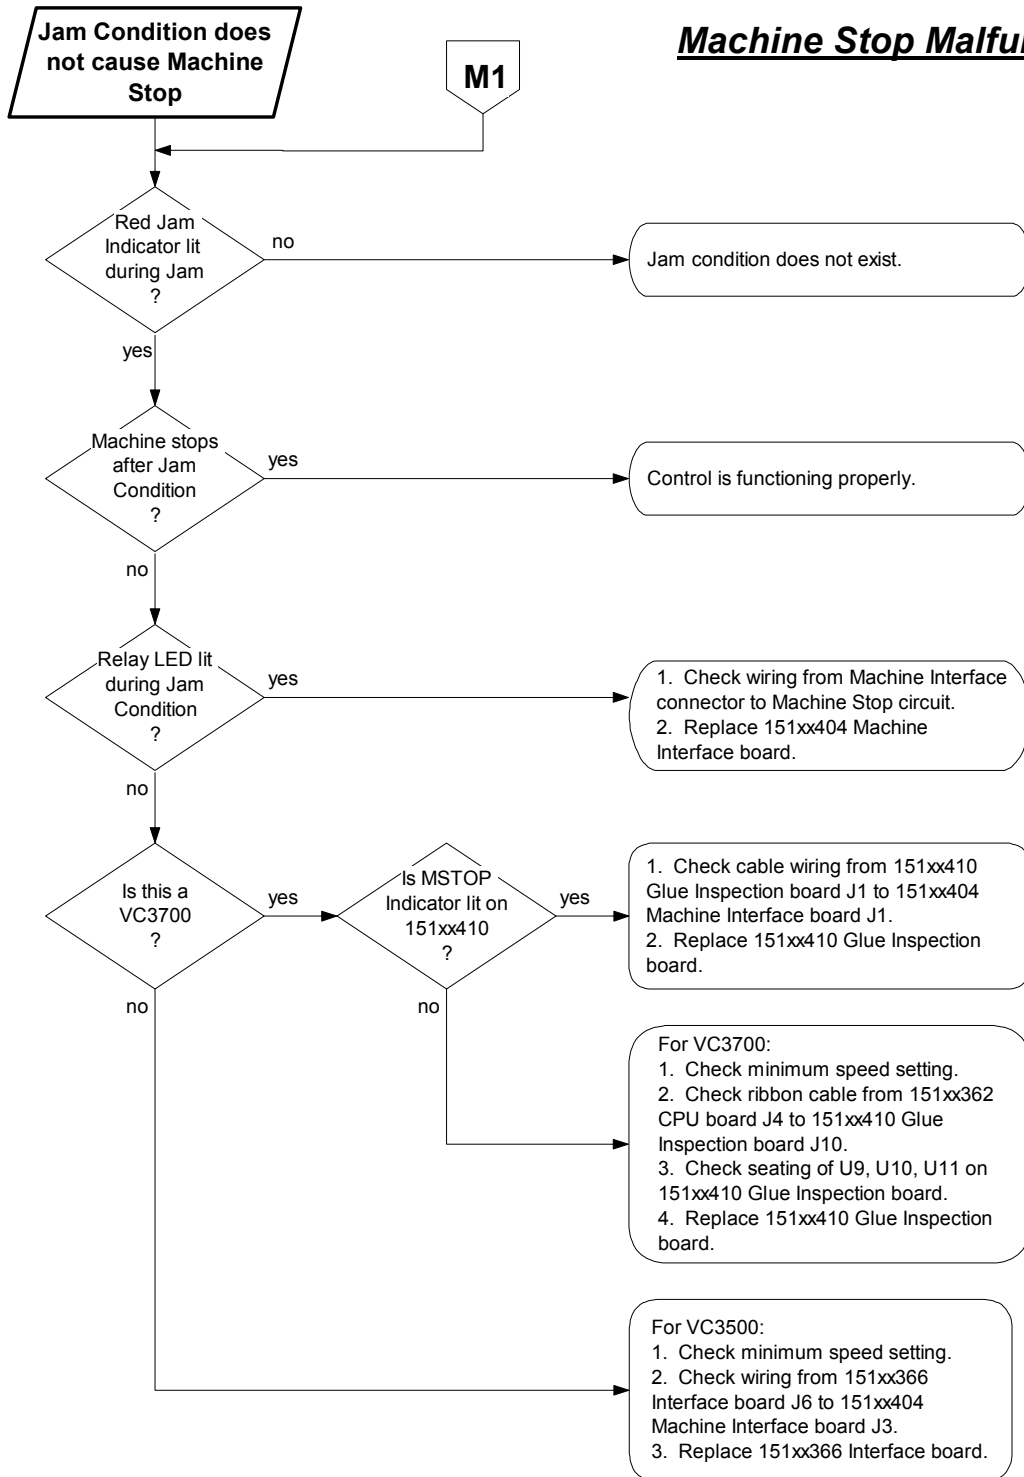 Jam Condition does
not cause Machine
Stop
M1
Machine Stop Malfu
Red Jam
Indicator lit
during Jam
?
no
Jam condition does not exist.
yes
Machine stops
after Jam
Condition
?
yes
Control is functioning properly.
no
Relay LED lit
during Jam
Condition
?
yes
1. Check wiring from Machine Interface
connector to Machine Stop circuit.
2. Replace 151xx404 Machine
Interface board.
no
Is this a
VC3700
?
yes
Is MSTOP
Indicator lit on
151xx410
?
yes
1. Check cable wiring from 151xx410
Glue Inspection board J1 to 151xx404
Machine Interface board J1.
2. Replace 151xx410 Glue Inspection
board.
no
no
For VC3700:
1. Check minimum speed setting.
2. Check ribbon cable from 151xx362
CPU board J4 to 151xx410 Glue
Inspection board J10.
3. Check seating of U9, U10, U11 on
151xx410 Glue Inspection board.
4. Replace 151xx410 Glue Inspection
board.
For VC3500:
1. Check minimum speed setting.
2. Check wiring from 151xx366
Interface board J6 to 151xx404
Machine Interface board J3.
3. Replace 151xx366 Interface board.